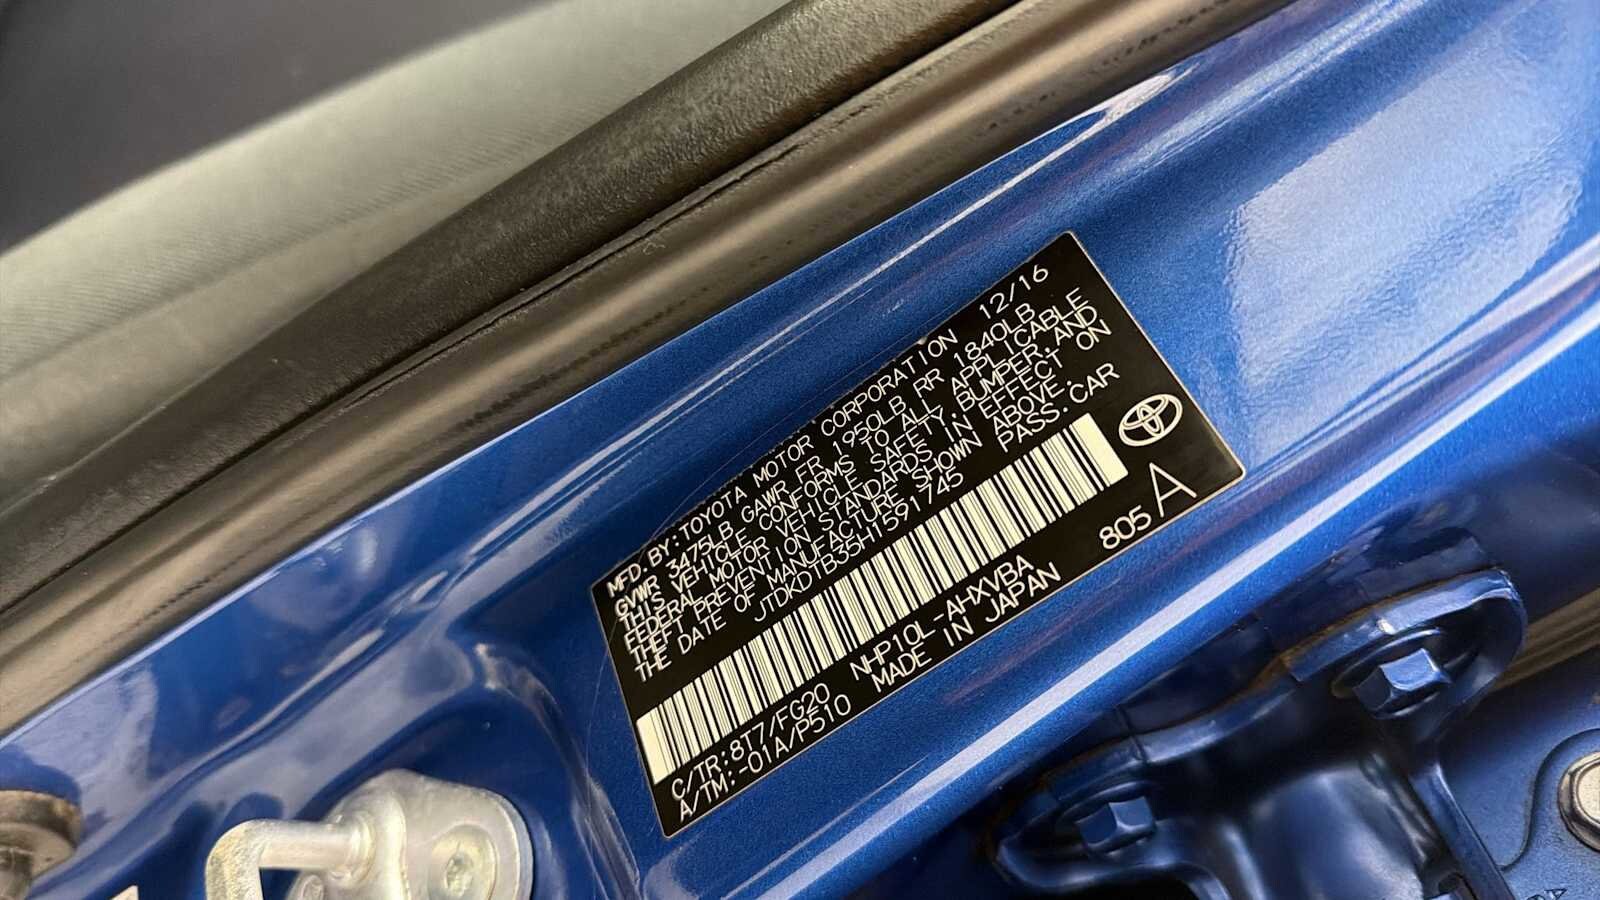 MFD. BY: TOYOTA MOTOR CORPORATION 12/16
GVWR 3475LB GAWR FR 1950LB RR 1840LB
THIS VEHICLE CONFORMS TO ALL APPLICABLE
FEDERAL MOTOR VEHICLE SAFETY, BUMPER, AND
THEFT PREVENTION STANDARDS IN EFFECT ON
THE DATE OF MANUFACTURE SHOWN ABOVE.
JTDKDTB35H1591745 PASS. CAR
C/TR: 8T7/FG20 NHP10L-AHXVBA
A/TM: -01A/P510 MADE IN JAPAN
805 A